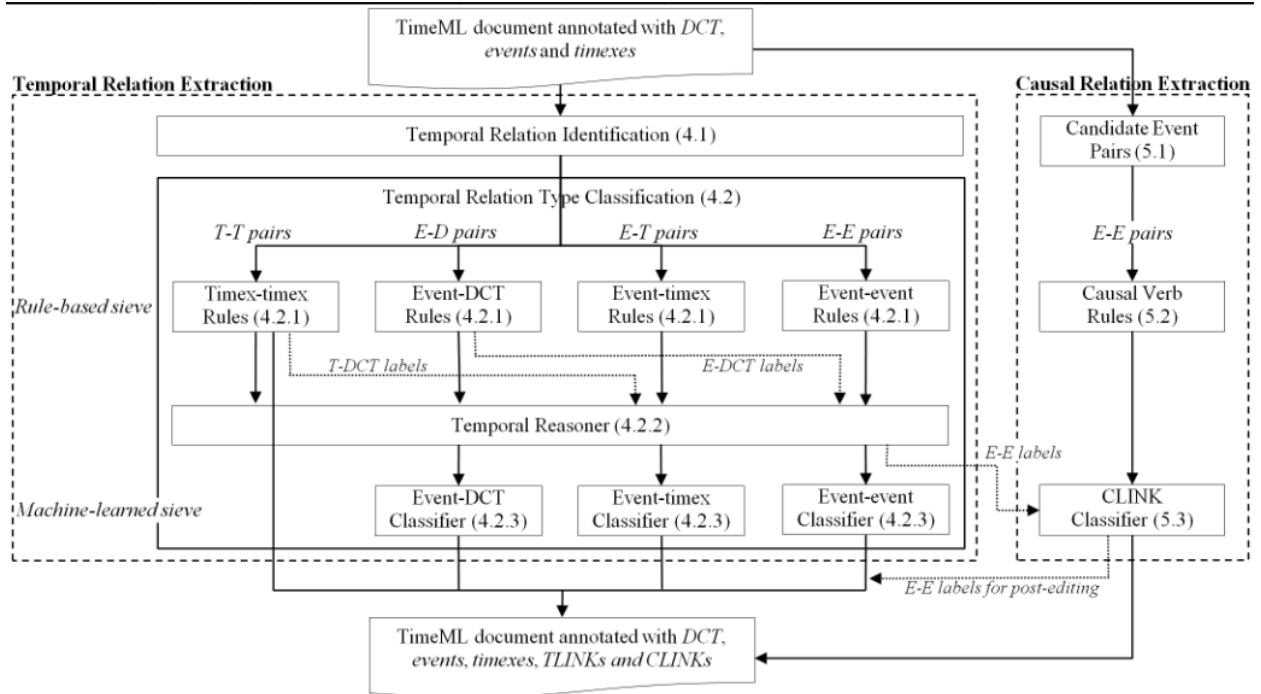 TimeML document annotated with DCT,
events and timexes
Temporal Relation Extraction
Causal Relation Extraction
Temporal Relation Identification (4.1)
Candidate Event
Pairs (5.1)
Temporal Relation Type Classification (4.2)
T-T pairs
E-D pairs
E-T pairs
E-E pairs
E-E pairs
Rule-based sieve
Timex-timex
Rules (4.2.1)
Event-DCT
Rules (4.2.1)
Event-timex
Rules (4.2.1)
Event-event
Rules (4.2.1)
Causal Verb
Rules (5.2)
T-DCT labels
E-DCT labels
Temporal Reasoner (4.2.2)
E-E labels
Machine-learned sieve
Event-DCT
Classifier (4.2.3)
Event-timex
Classifier (4.2.3)
Event-event
Classifier (4.2.3)
CLINK
Classifier (5.3)
E-E labels for post-editing
TimeML document annotated with DCT,
events, timexes, TLINKs and CLINKs